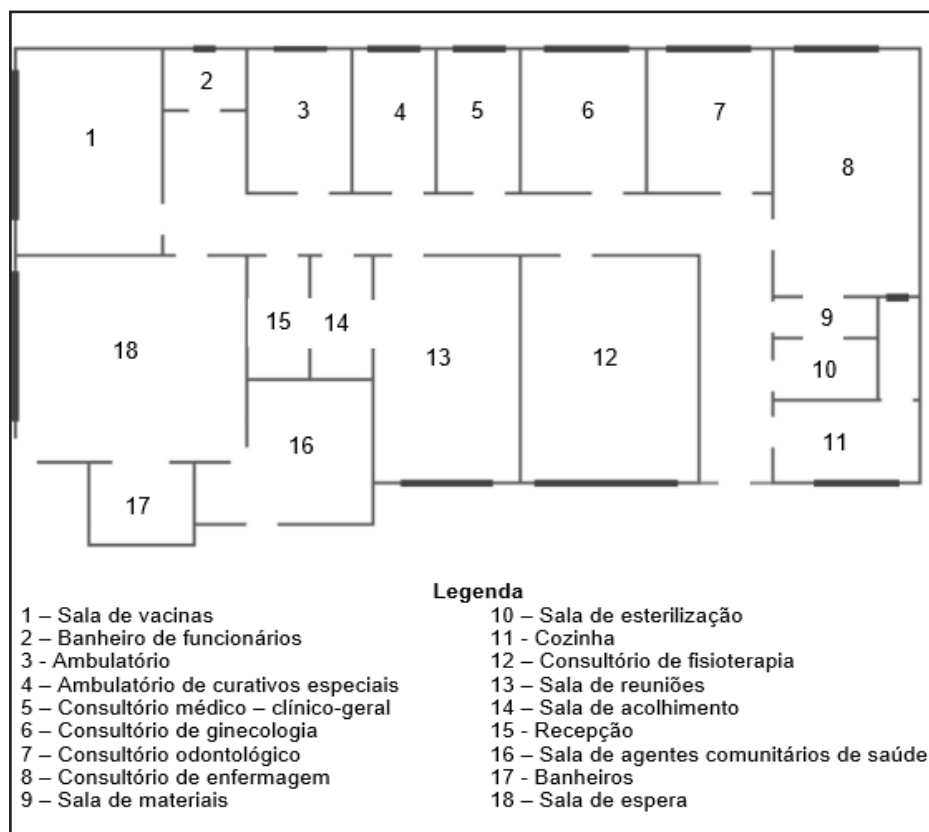 2
3
4
5
6
7
1
8
9
15
14
18
13
12
10
16
11
17
Legenda
1 – Sala de vacinas
2 – Banheiro de funcionários
3 - Ambulatório
4 – Ambulatório de curativos especiais
5 – Consultório médico – clínico-geral
6 – Consultório de ginecologia
7 – Consultório odontológico
8 – Consultório de enfermagem
9 – Sala de materiais
10 – Sala de esterilização
11 - Cozinha
12 – Consultório de fisioterapia
13 – Sala de reuniões
14 – Sala de acolhimento
15 - Recepção
16 – Sala de agentes comunitários de saúde
17 - Banheiros
18 – Sala de espera